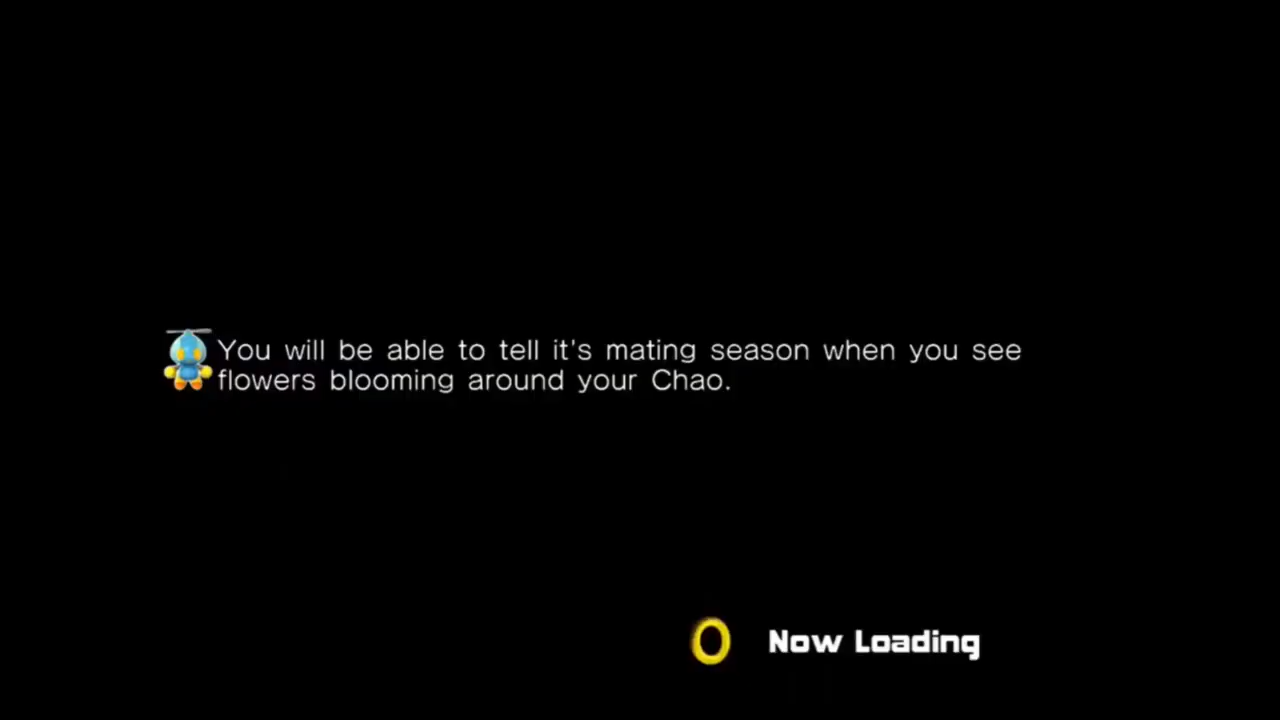 You will be able to tell it's mating season when you see
flowers blooming around your Chao.
Now Loading